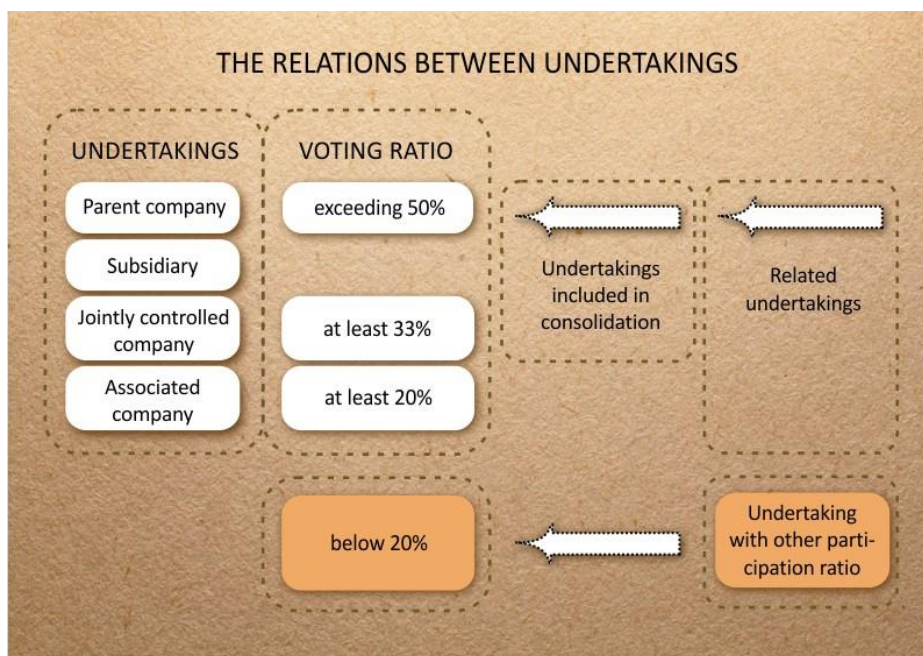 THE RELATIONS BETWEEN UNDERTAKINGS
UNDERTAKINGS
VOTING RATIO
Parent company
exceeding 50%
Subsidiary
Jointly controlled
company
at least 33%
Associated
company
at least 20%
Undertakings
included in
consolidation
Related
undertakings
below 20%
Undertaking
with other parti-
cipation ratio